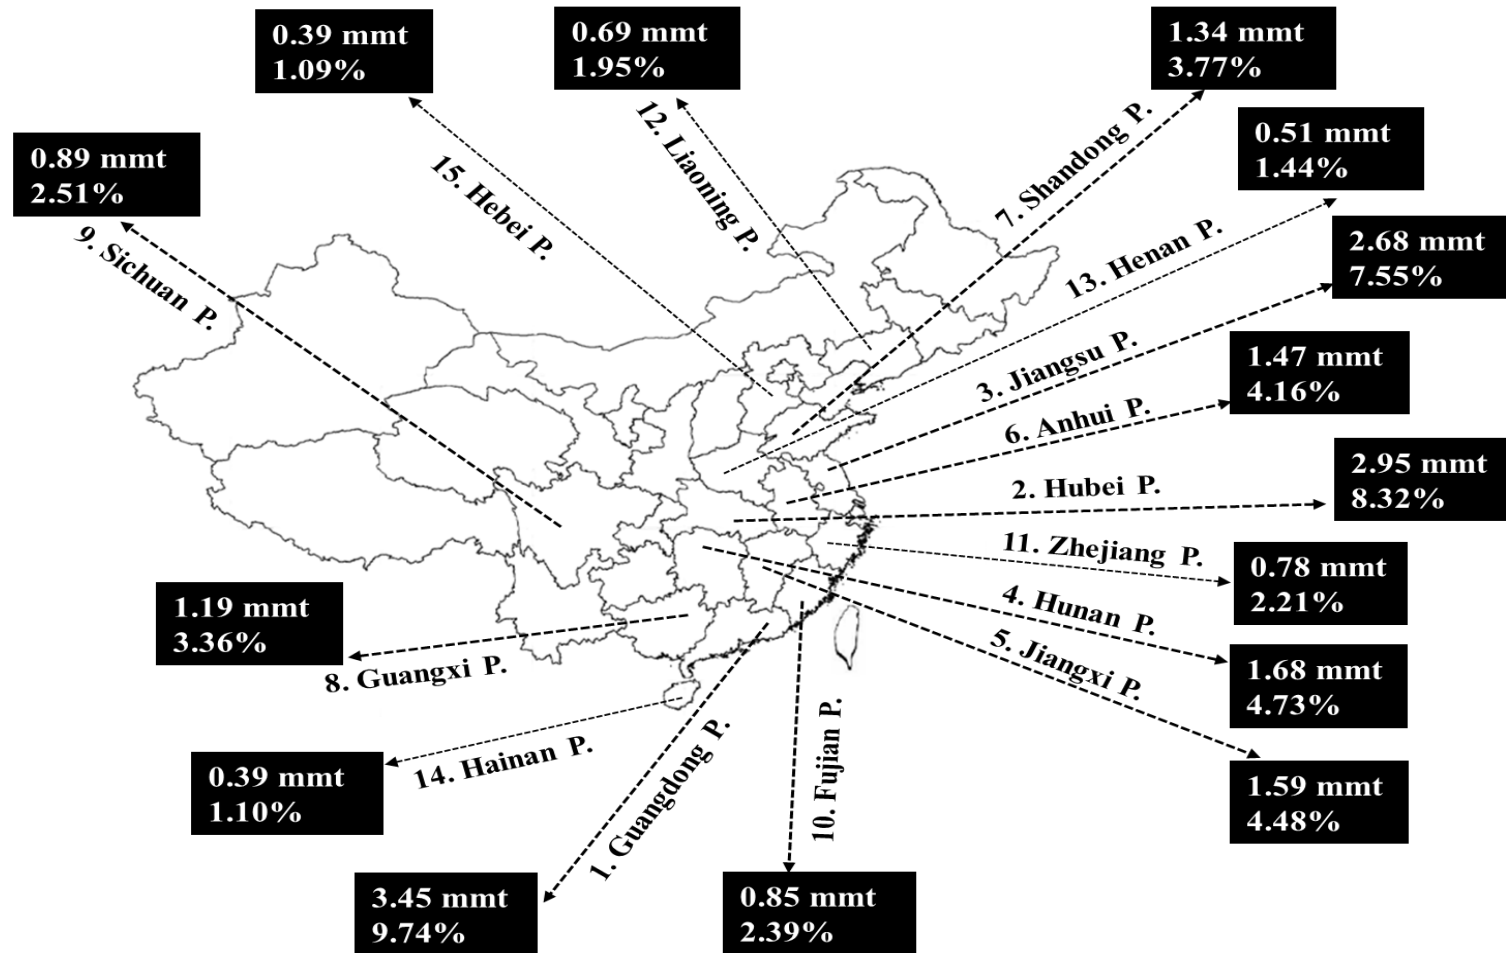 0.39 mmt
1.09%
0.69 mmt
1.95%
1.34 mmt
3.77%
0.51 mmt
1.44%
0.89 mmt
2.51%
2.68 mmt
7.55%
1.47 mmt
4.16%
2.95 mmt
8.32%
0.78 mmt
2.21%
1.19 mmt
3.36%
1.68 mmt
4.73%
0.39 mmt
1.10%
1.59 mmt
4.48%
3.45 mmt
9.74%
0.85 mmt
2.39%
15. Hebei P.
12. Liaoning P.
7. Shandong P.
13. Henan P.
9. Sichuan P.
3. Jiangsu P.
6. Anhui P.
2. Hubei P.
11. Zhejiang P.
4. Hunan P.
5. Jiangxi P.
8. Guangxi P.
14. Hainan P.
1. Guangdong P.
10. Fujian P.